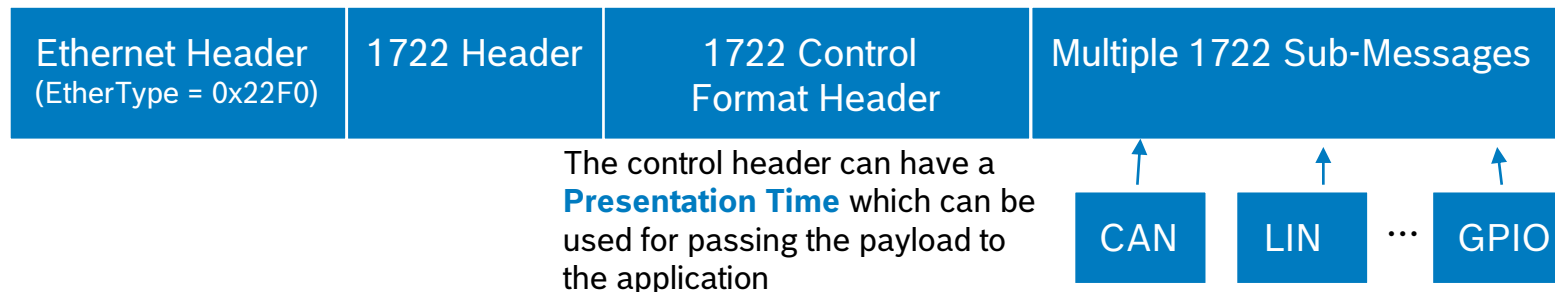 Ethernet Header
(EtherType = 0x22F0)
1722 Header
1722 Control
Format Header
Multiple 1722 Sub-Messages
The control header can have a
Presentation Time which can be
used for passing the payload to
the application
CAN
LIN
...
GPIO